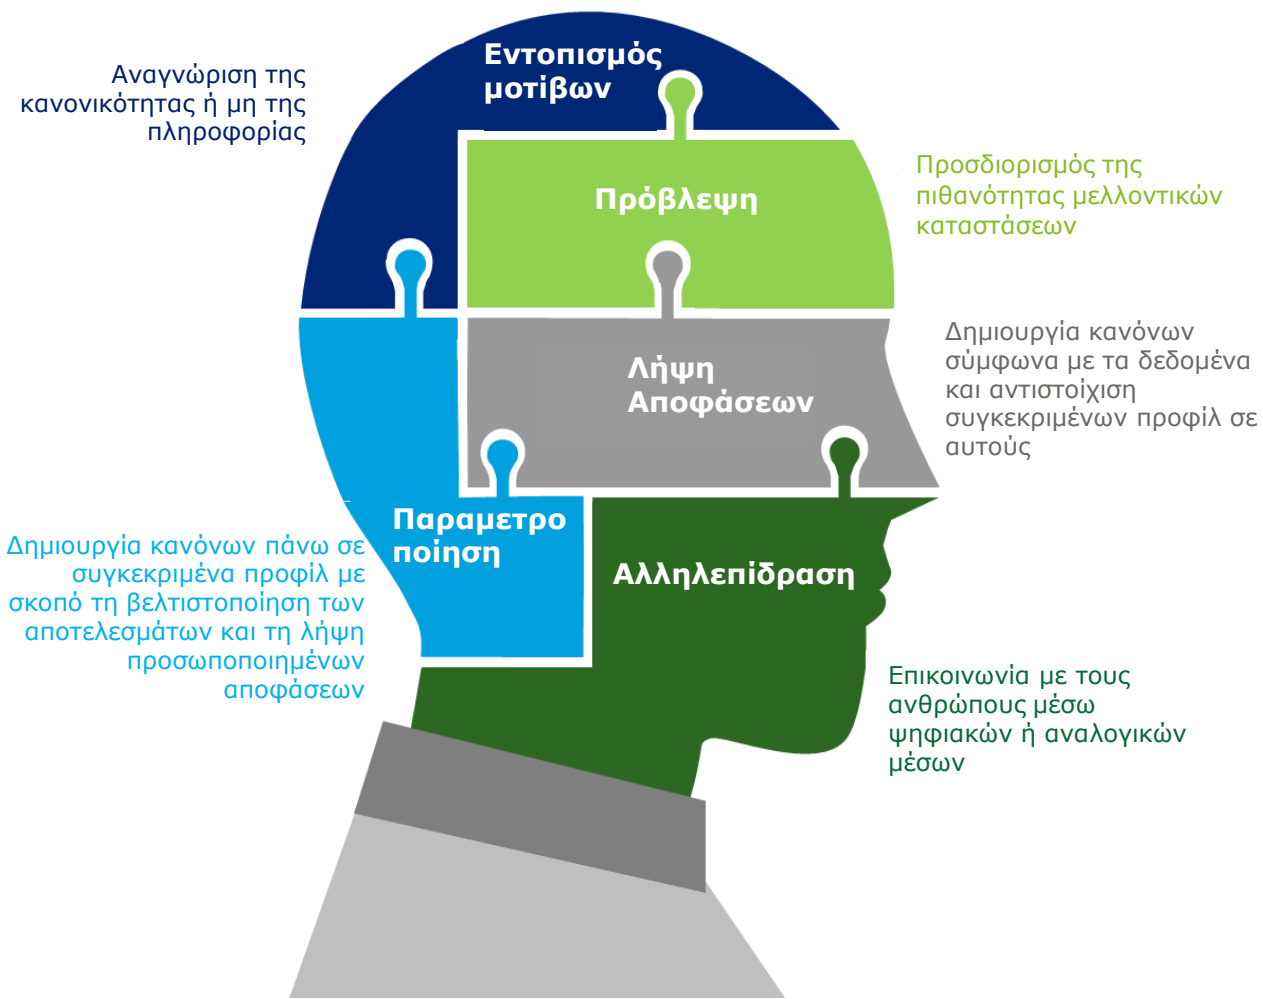 Εντοπισμός
μοτίβων
Αναγνώριση της
κανονικότητας ή μη της
πληροφορίας
Πρόβλεψη
Προσδιορισμός της
πιθανότητας μελλοντικών
καταστάσεων
Λήψη
Αποφάσεων
Δημιουργία κανόνων
σύμφωνα με τα δεδομένα
και αντιστοίχιση
συγκεκριμένων προφίλ σε
αυτούς
Παραμετρο
ποίηση
Δημιουργία κανόνων πάνω σε
συγκεκριμένα προφίλ με
σκοπό τη βελτιστοποίηση των
αποτελεσμάτων και τη λήψη
προσωποποιημένων
αποφάσεων
Αλληλεπίδραση
Επικοινωνία με τους
ανθρώπους μέσω
ψηφιακών ή αναλογικών
μέσων